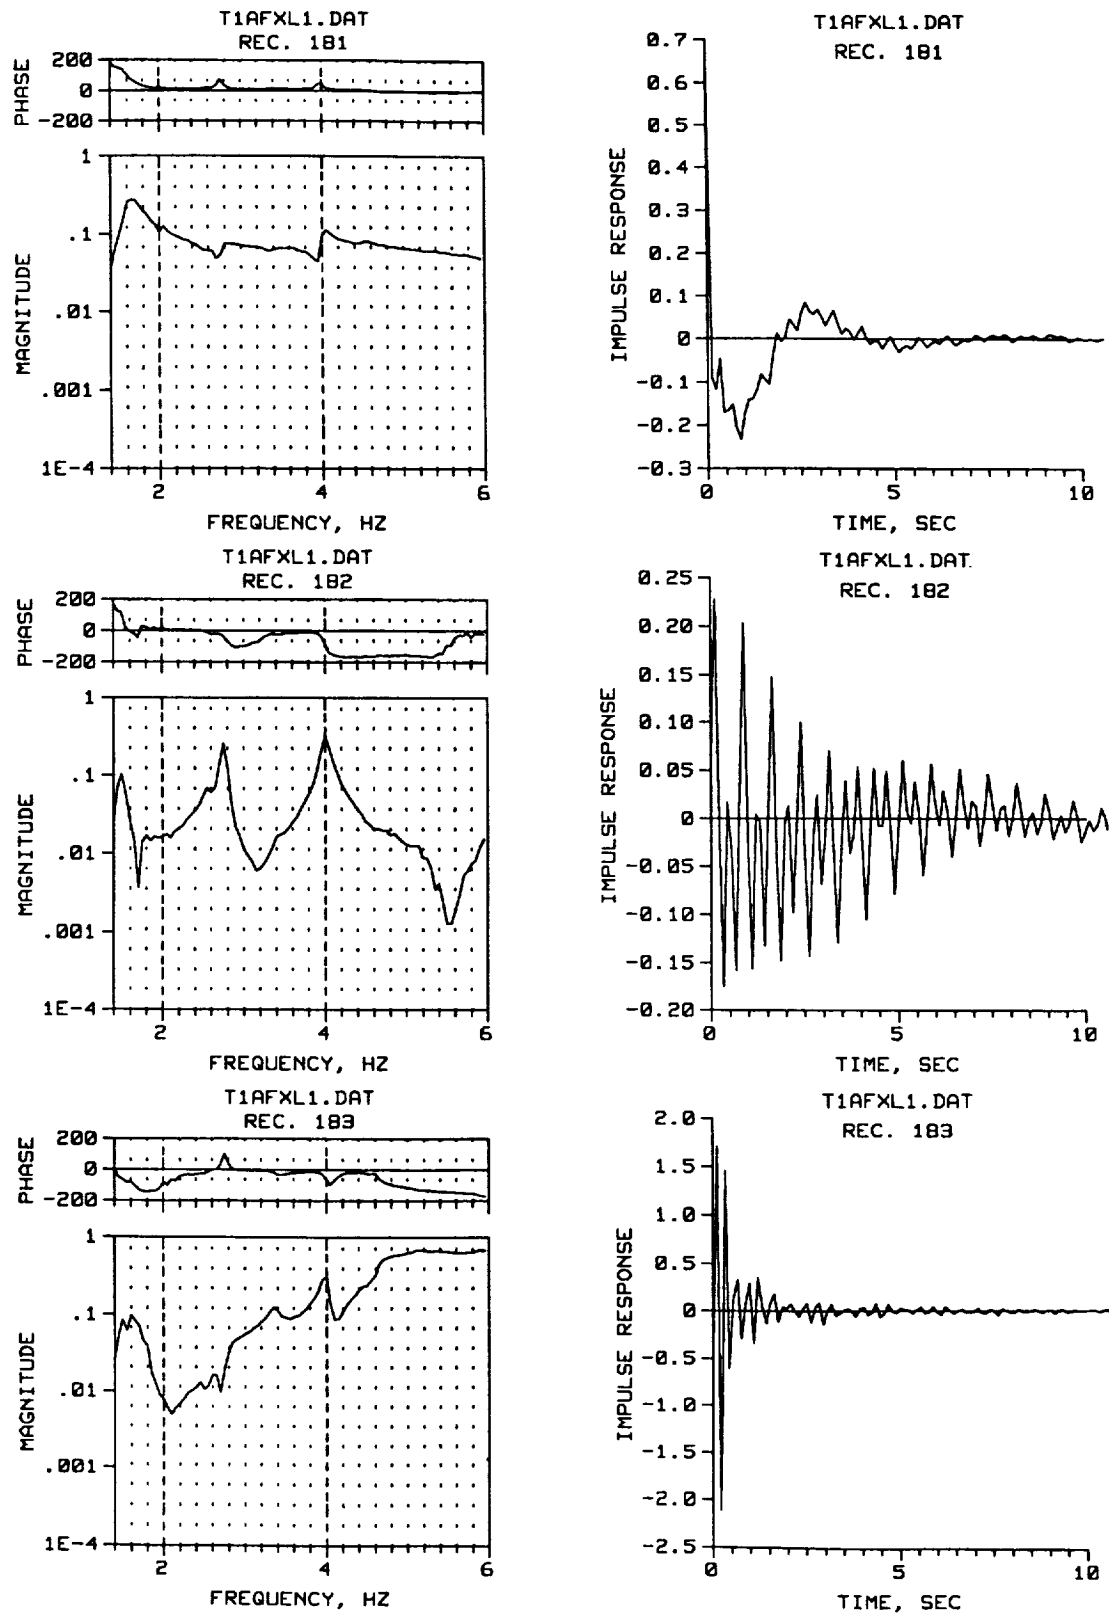 T1AFXL1.DAT
REC. 181
200
0
-200
PHASE
1
.1
.01
.001
1E-4
MAGNITUDE
2
4
6
FREQUENCY, HZ
T1AFXL1.DAT
REC. 181
0.7
0.6
0.5
0.4
0.3
0.2
0.1
0
-0.1
-0.2
-0.3
IMPULSE RESPONSE
0
5
10
TIME, SEC
T1AFXL1.DAT
REC. 182
200
0
-200
PHASE
1
.1
.01
.001
1E-4
MAGNITUDE
2
4
6
FREQUENCY, HZ
T1AFXL1.DAT.
REC. 182
0.25
0.20
0.15
0.10
0.05
0
-0.05
-0.10
-0.15
-0.20
IMPULSE RESPONSE
0
5
10
TIME, SEC
T1AFXL1.DAT
REC. 183
200
0
-200
PHASE
1
.1
.01
.001
1E-4
MAGNITUDE
2
4
6
FREQUENCY, HZ
T1AFXL1.DAT
REC. 183
2.0
1.5
1.0
0.5
0
-0.5
-1.0
-1.5
-2.0
-2.5
IMPULSE RESPONSE
0
5
10
TIME, SEC